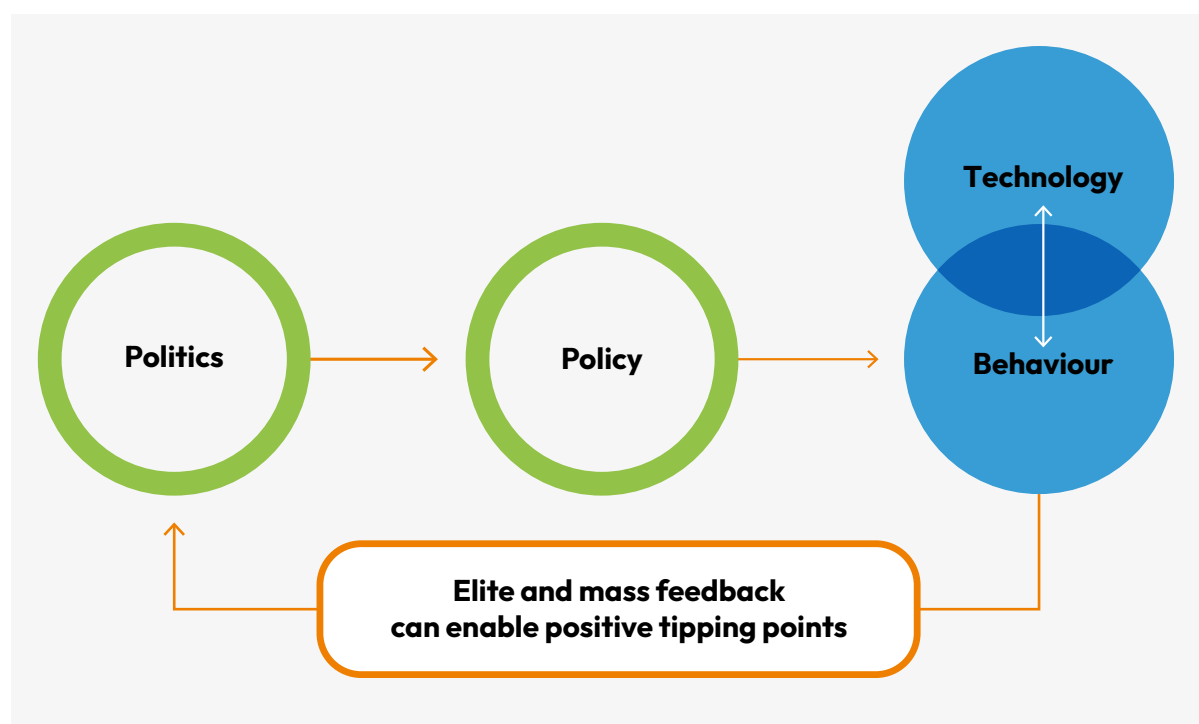 Technology
Politics
Policy
Behaviour
Elite and mass feedback
can enable positive tipping points